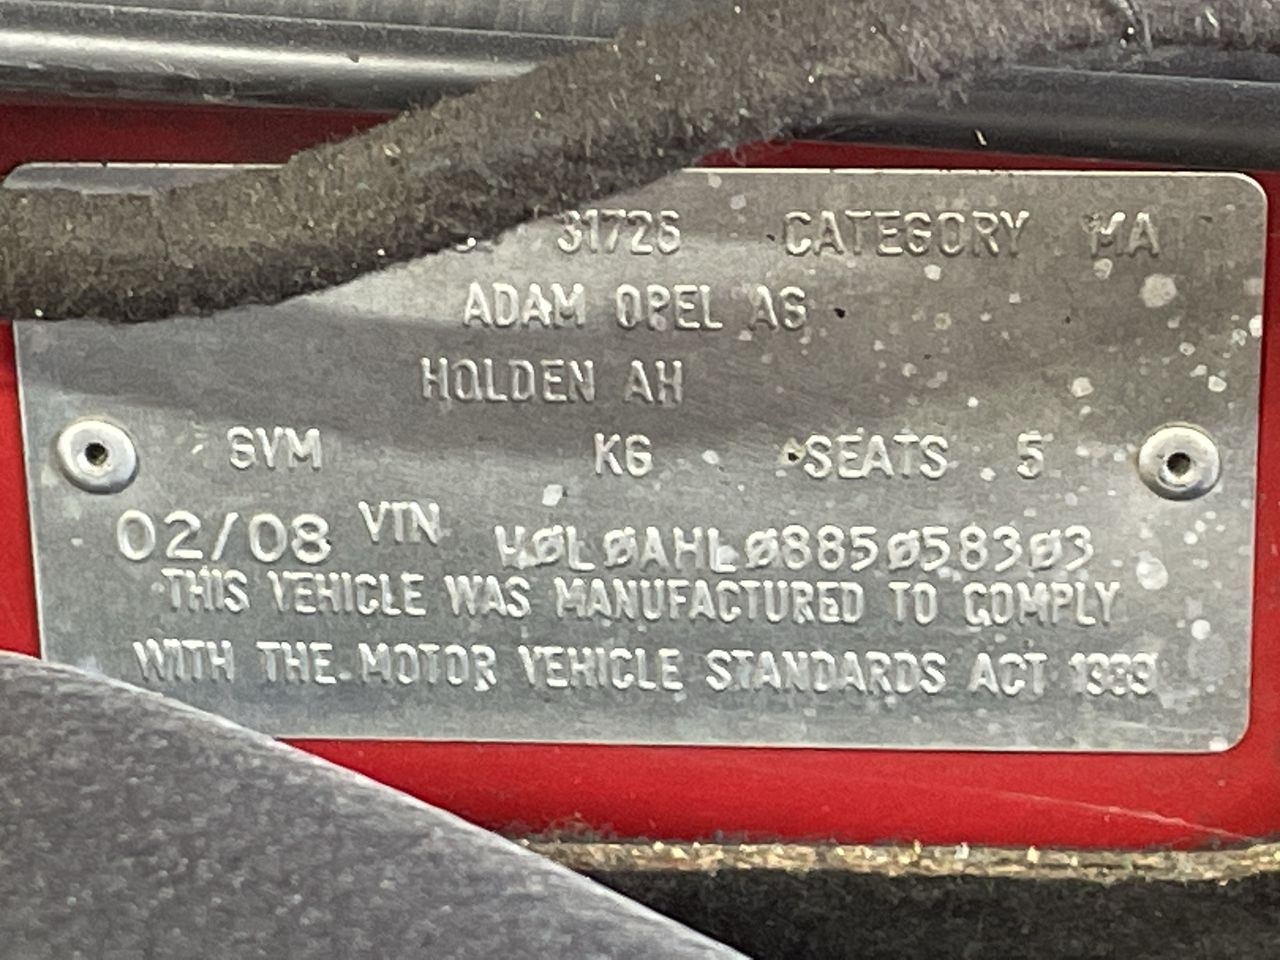 31726 CATEGORY MA
ADAM OPEL AG
HOLDEN AH
GVM KG SEATS 5
02/08 VIN WØLØAHLØ885Ø583Ø3
THIS VEHICLE WAS MANUFACTURED TO COMPLY
WITH THE MOTOR VEHICLE STANDARDS ACT 1989